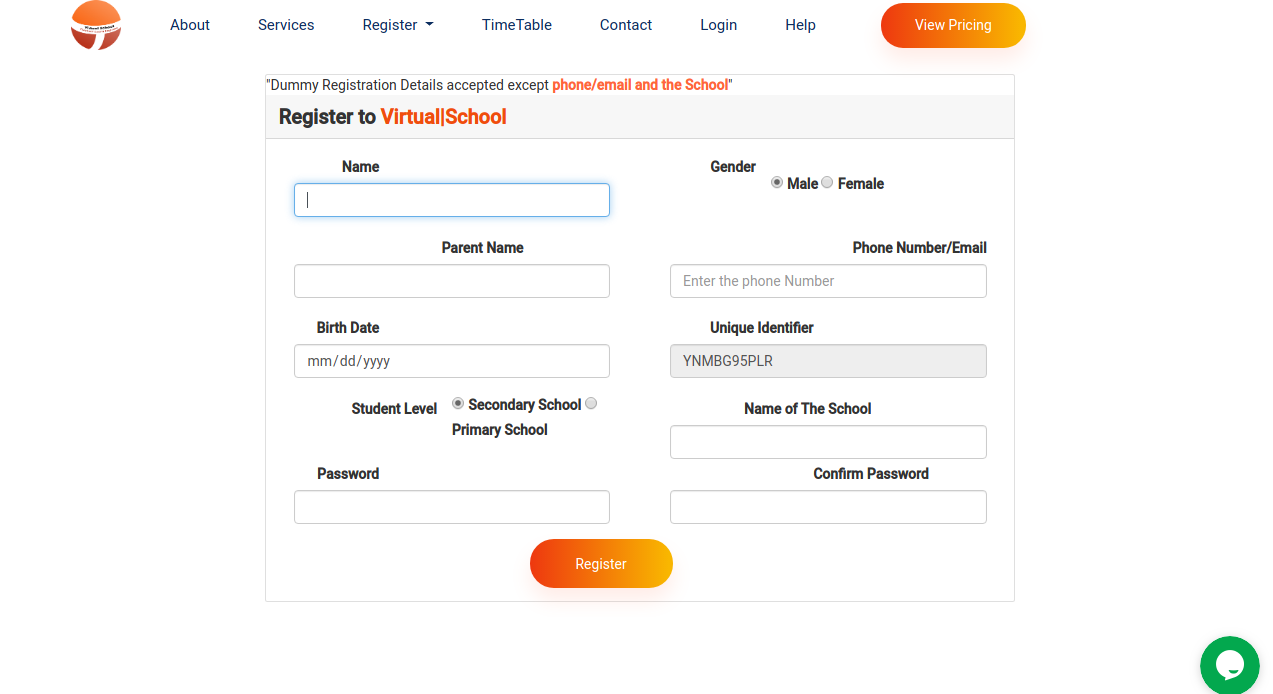 About Services Register TimeTable Contact Login Help View Pricing
"Dummy Registration Details accepted except phone/email and the School"
Register to Virtual|School
Name Gender
Male Female
Parent Name Phone Number/Email
Enter the phone Number
Birth Date Unique Identifier
mm/dd/yyyy YNMBG95PLR
Student Level Secondary School Name of The School
Primary School
Password Confirm Password
Register